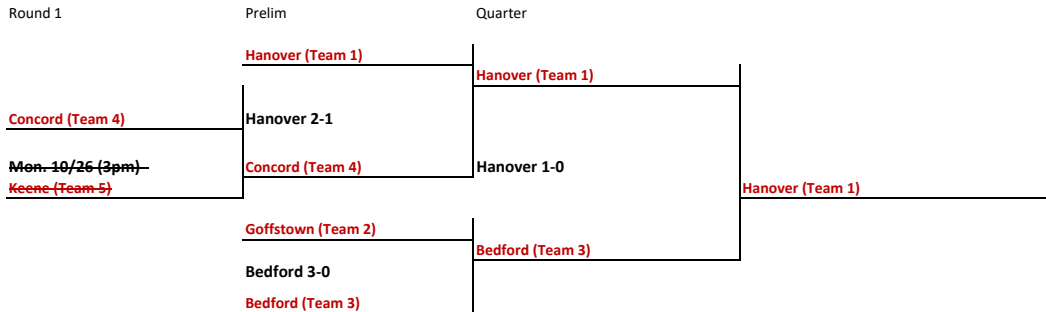 Round 1 Prelim Quarter
Hanover (Team 1)
Hanover (Team 1)
Concord (Team 4) Hanover 2-1
Mon. 10/26 (3pm) Concord (Team 4) Hanover 1-0
Keene (Team 5) Hanover (Team 1)
Goffstown (Team 2)
Bedford (Team 3)
Bedford 3-0
Bedford (Team 3)